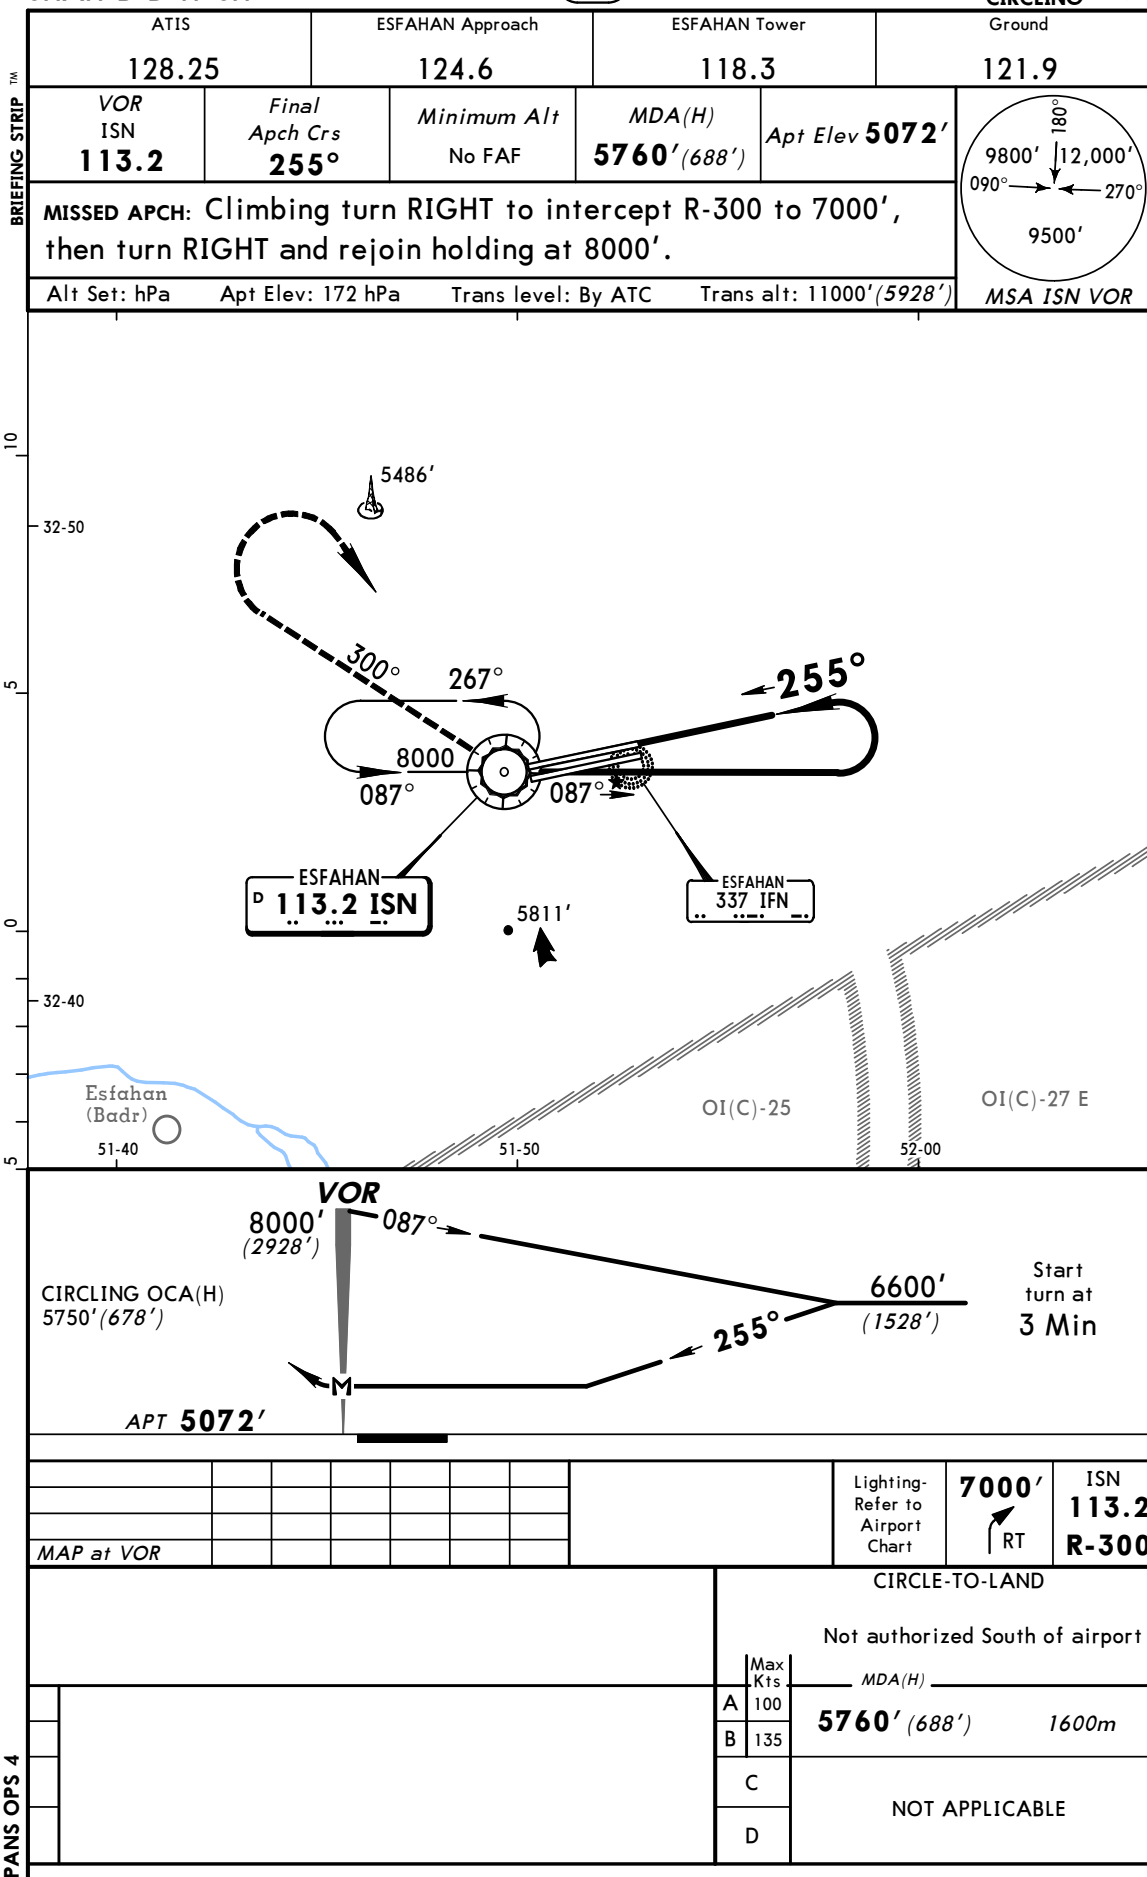 CIRCLING
ATIS
128.25
ESFAHAN Approach
124.6
ESFAHAN Tower
118.3
Ground
121.9
BRIEFING STRIP TM
VOR
ISN
113.2
Final
Apch Crs
255°
Minimum Alt
No FAF
MDA(H)
5760'(688')
Apt Elev 5072'
MISSED APCH: Climbing turn RIGHT to intercept R-300 to 7000',
then turn RIGHT and rejoin holding at 8000'.
Alt Set: hPa Apt Elev: 172 hPa Trans level: By ATC Trans alt: 11000'(5928')
180°
9800' 12,000'
090° 270°
9500'
MSA ISN VOR
10
5486'
32-50
300°
267°
255°
5
8000
087°
087°
ESFAHAN
D 113.2 ISN
ESFAHAN
337 IFN
5811'
0
32-40
Esfahan
(Badr)
OI(C)-25
OI(C)-27 E
51-40
51-50
52-00
5
VOR
8000'
(2928')
087°
CIRCLING OCA(H)
5750'(678')
6600'
(1528')
255°
Start
turn at
3 Min
M
APT 5072'
MAP at VOR
Lighting-
Refer to
Airport
Chart
7000'
RT
ISN
113.2
R-300
CIRCLE-TO-LAND
Not authorized South of airport
Max
Kts
MDA(H)
A 100
B 135
5760'(688') 1600m
C
D
NOT APPLICABLE
PANS OPS 4